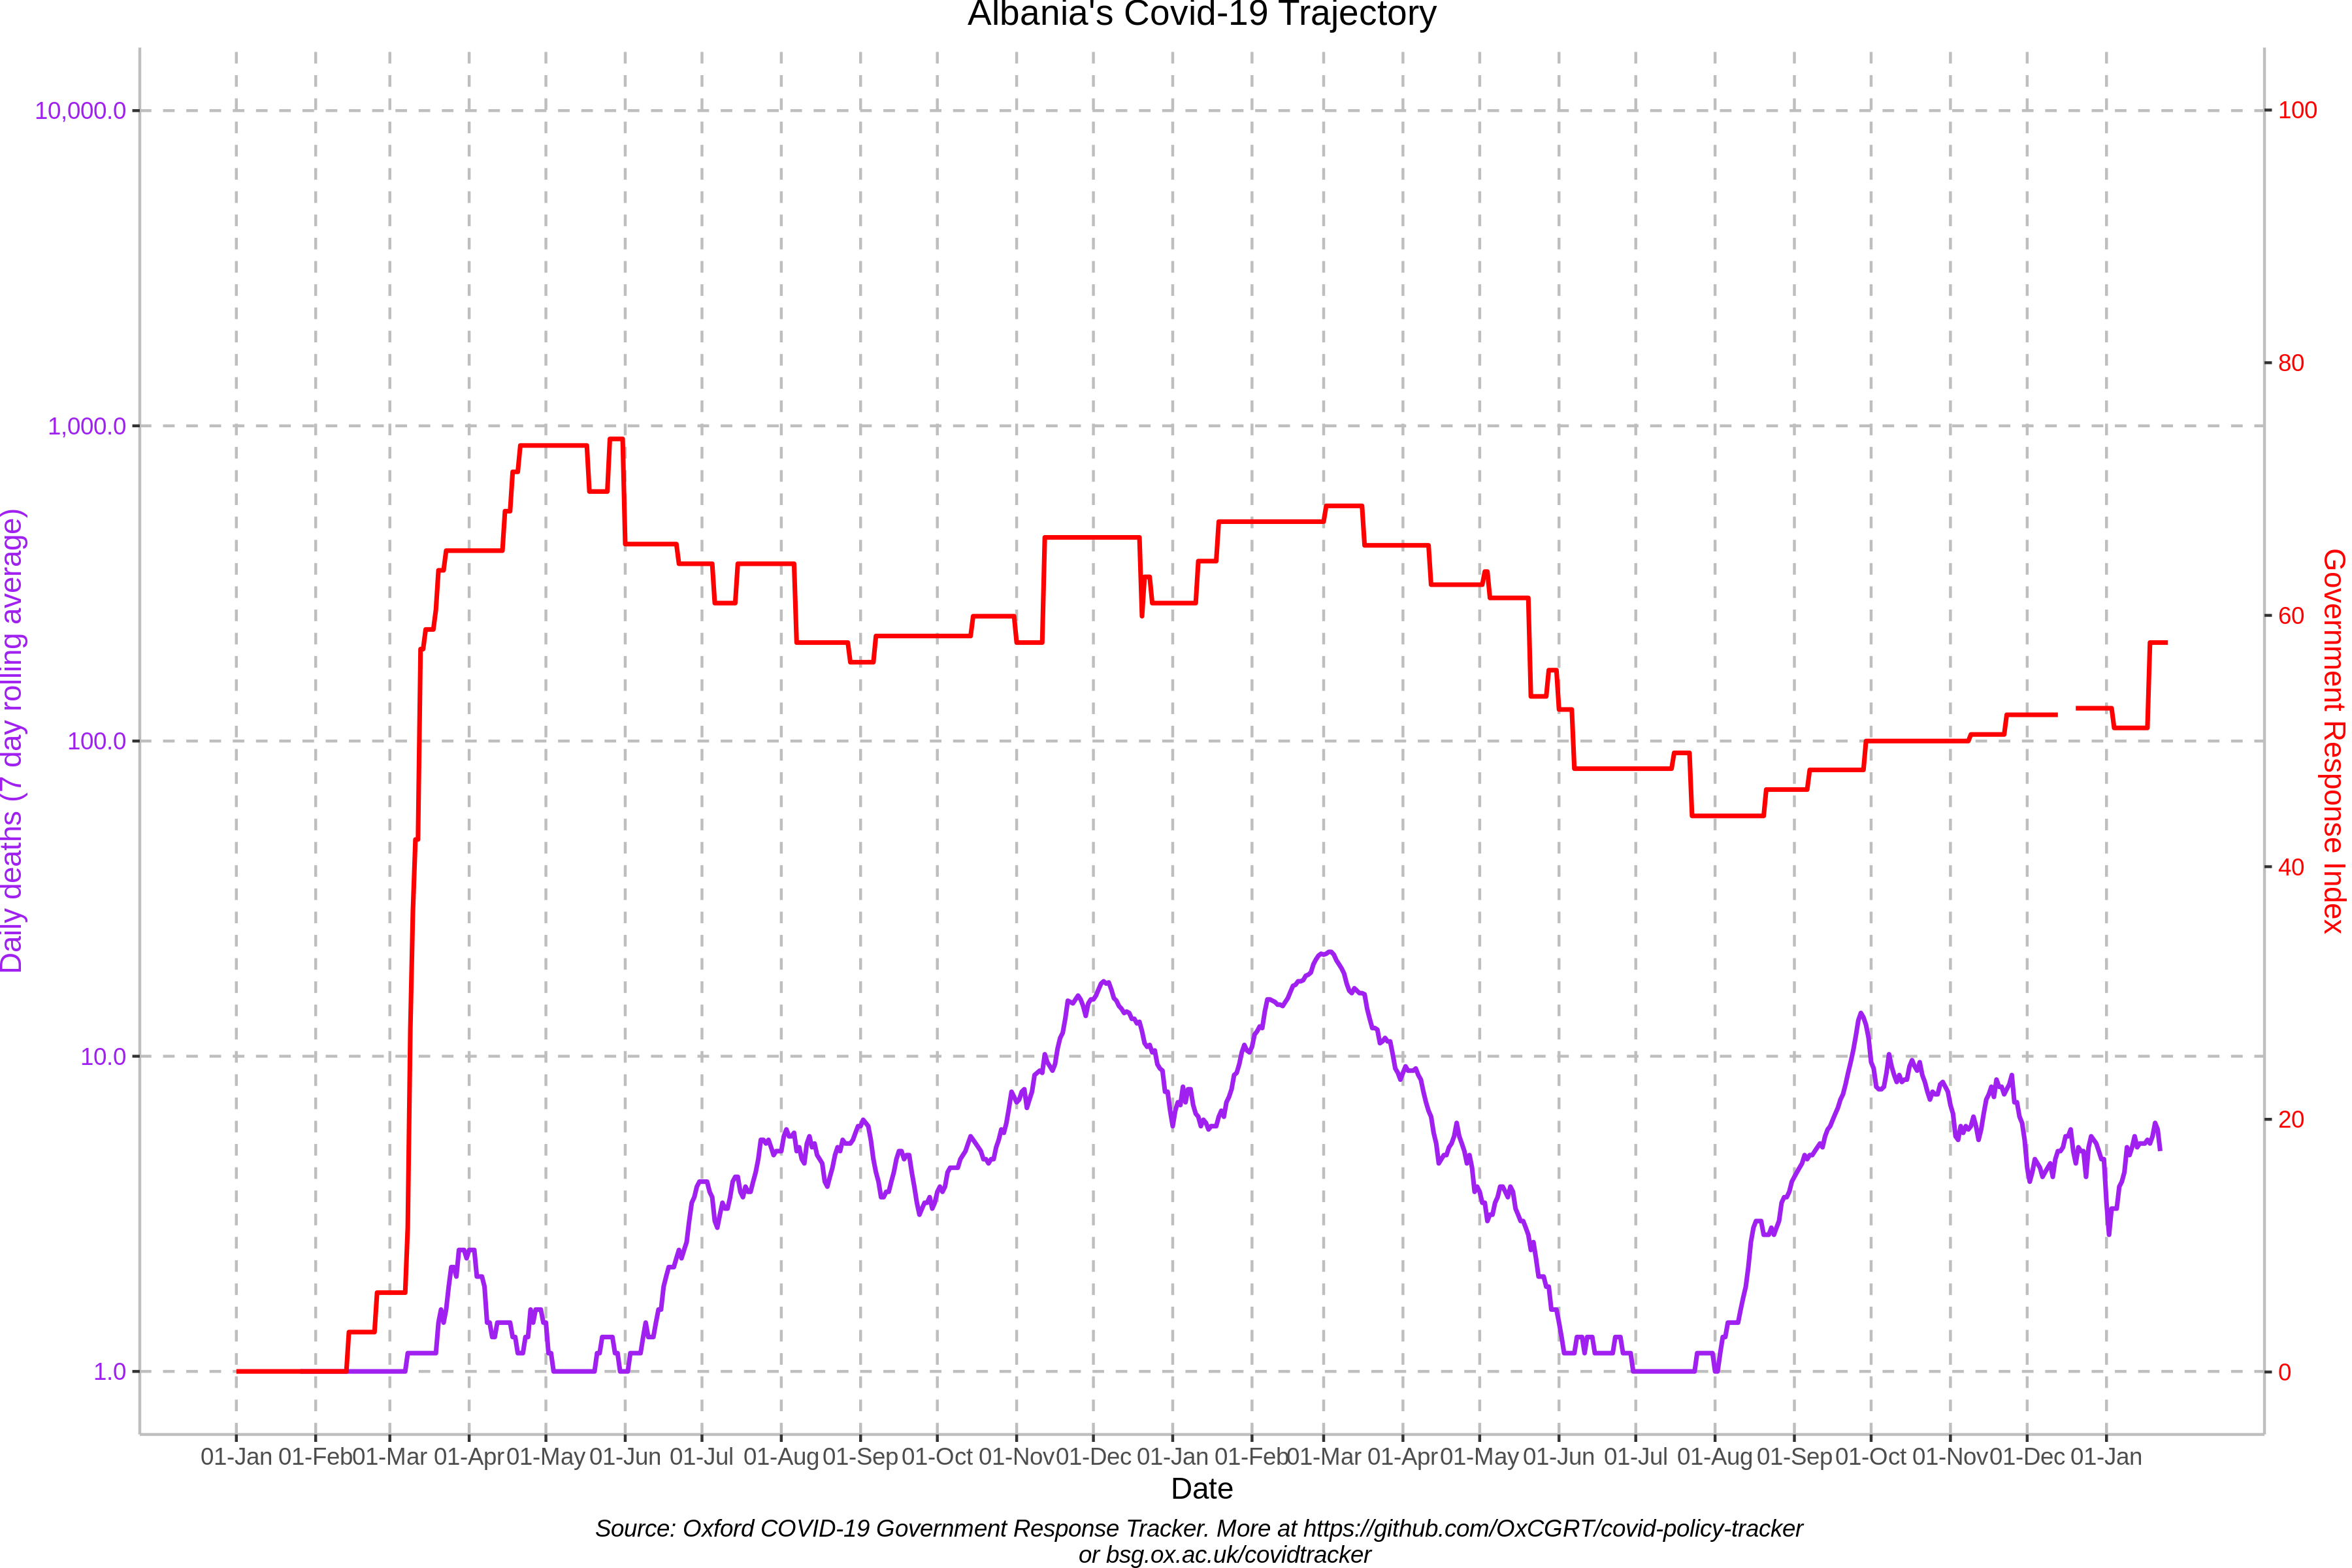 Albania's Covid-19 Trajectory
10,000.0
1,000.0
100.0
10.0
1.0
Daily deaths (7 day rolling average)
100
80
60
40
20
0
Government Response Index
01-Jan 01-Feb 01-Mar 01-Apr 01-May 01-Jun 01-Jul 01-Aug 01-Sep 01-Oct 01-Nov 01-Dec 01-Jan 01-Feb 01-Mar 01-Apr 01-May 01-Jun 01-Jul 01-Aug 01-Sep 01-Oct 01-Nov 01-Dec 01-Jan
Date
Source: Oxford COVID-19 Government Response Tracker. More at https://github.com/OxCGRT/covid-policy-tracker
or bsg.ox.ac.uk/covidtracker